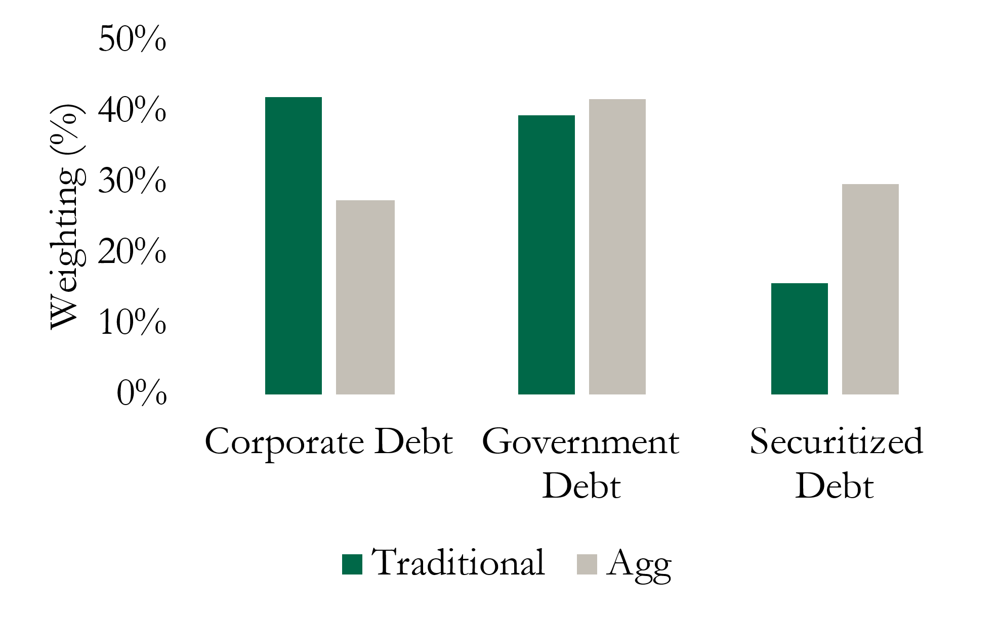 50%
40%
30%
20%
10%
0%
Weighting (%)
Corporate Debt
Government
Debt
Securitized
Debt
Traditional
Agg